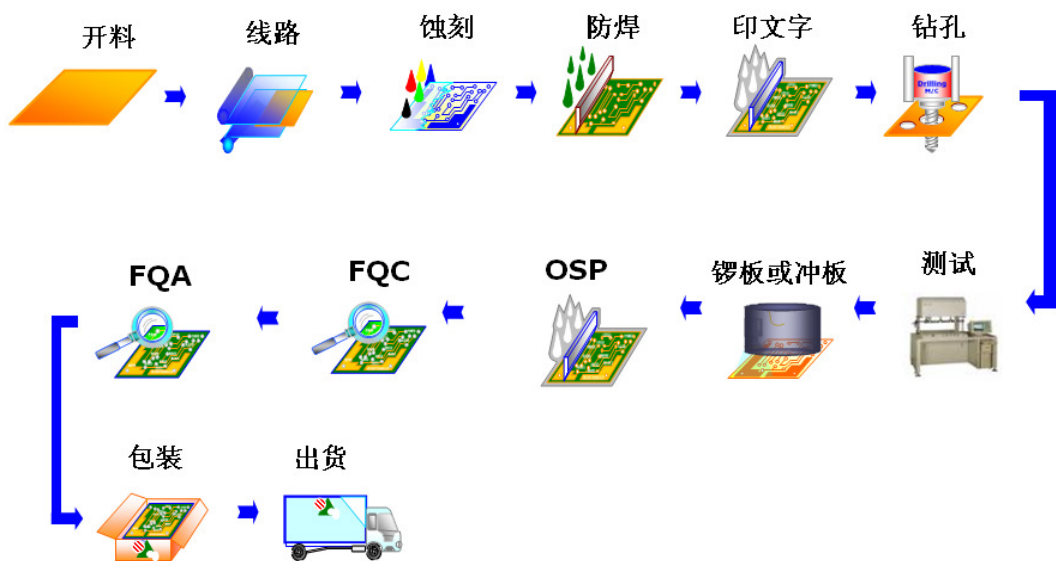 开料
线路
蚀刻
防焊
印文字
钻孔
Drilling
M/C
测试
锣板或冲板
OSP
FQC
FQA
包装
出货